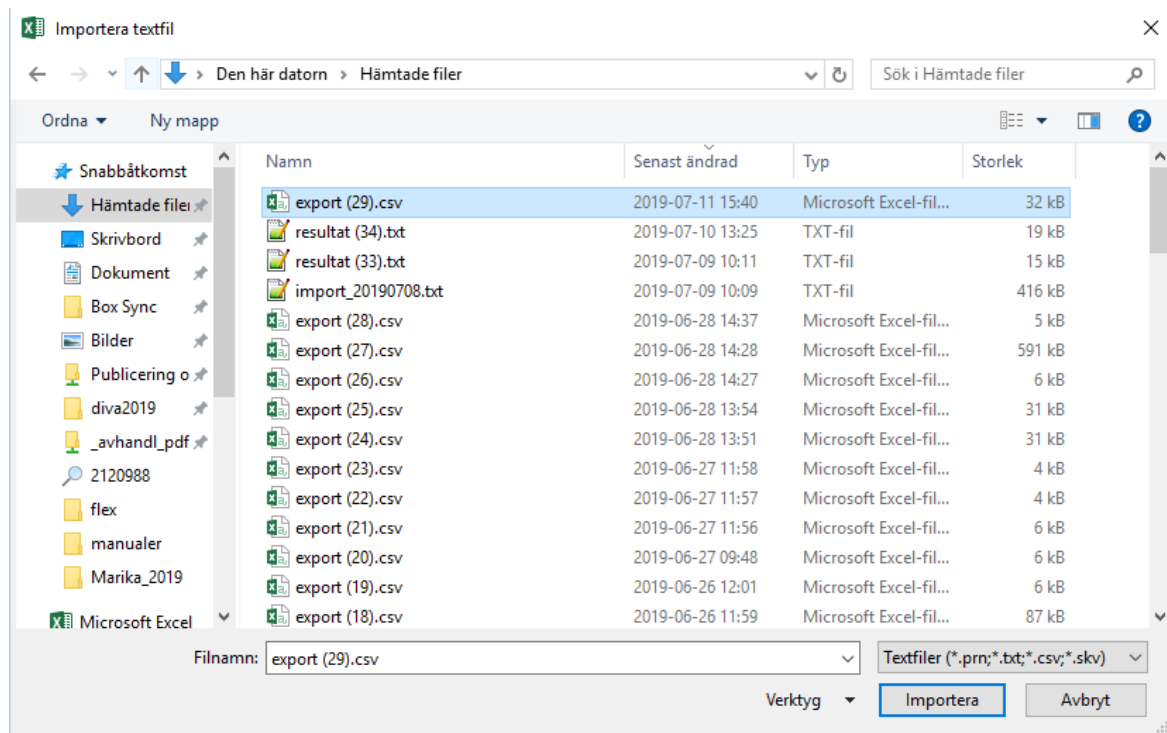 Importera textfil
Den här datorn › Hämtade filer
Sök i Hämtade filer
Ordna
Ny mapp
Snabbåtkomst
Hämtade filer
Skrivbord
Dokument
Box Sync
Bilder
Publicering o
diva2019
_avhandl_pdf
2120988
flex
manualer
Marika_2019
Microsoft Excel
Namn Senast ändrad Typ Storlek
export (29).csv 2019-07-11 15:40 Microsoft Excel-fil... 32 kB
resultat (34).txt 2019-07-10 13:25 TXT-fil 19 kB
resultat (33).txt 2019-07-09 10:11 TXT-fil 15 kB
import_20190708.txt 2019-07-09 10:09 TXT-fil 416 kB
export (28).csv 2019-06-28 14:37 Microsoft Excel-fil... 5 kB
export (27).csv 2019-06-28 14:28 Microsoft Excel-fil... 591 kB
export (26).csv 2019-06-28 14:27 Microsoft Excel-fil... 6 kB
export (25).csv 2019-06-28 13:54 Microsoft Excel-fil... 31 kB
export (24).csv 2019-06-28 13:51 Microsoft Excel-fil... 31 kB
export (23).csv 2019-06-27 11:58 Microsoft Excel-fil... 4 kB
export (22).csv 2019-06-27 11:57 Microsoft Excel-fil... 4 kB
export (21).csv 2019-06-27 11:56 Microsoft Excel-fil... 6 kB
export (20).csv 2019-06-27 09:48 Microsoft Excel-fil... 6 kB
export (19).csv 2019-06-26 12:01 Microsoft Excel-fil... 6 kB
export (18).csv 2019-06-26 11:59 Microsoft Excel-fil... 87 kB
Filnamn: export (29).csv
Textfiler (*.prn;*.txt;*.csv;*.skv)
Verktyg
Importera
Avbryt